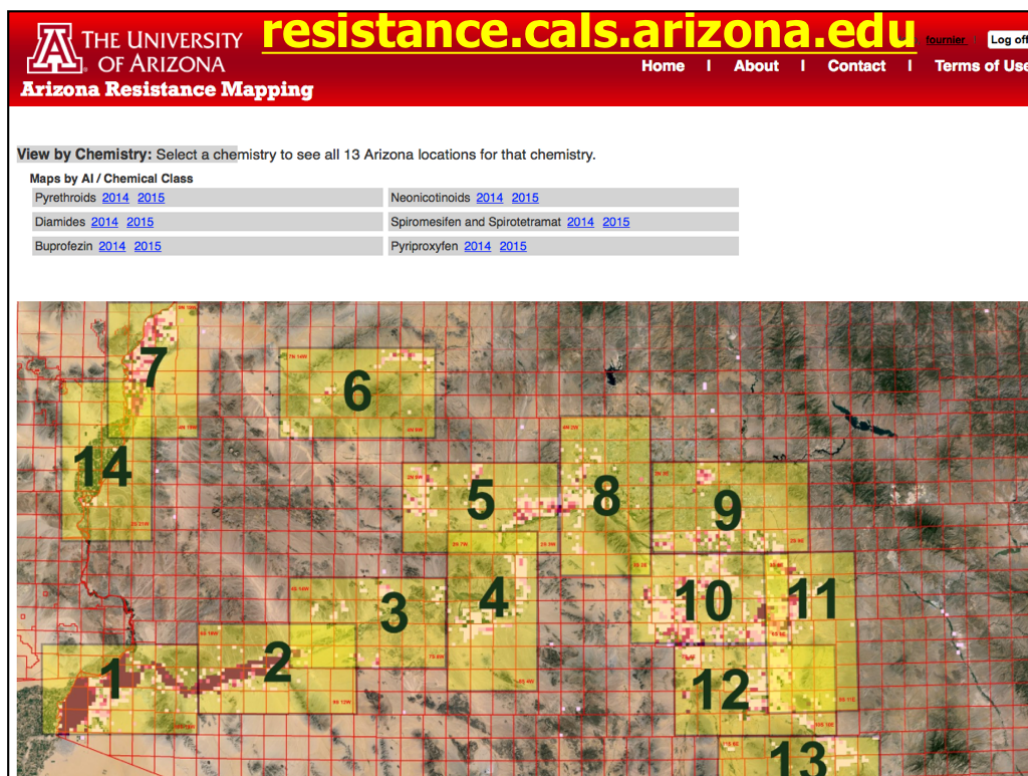 THE UNIVERSITY
OF ARIZONA
resistance.cals.arizona.edu
fournier
Log off
Home | About | Contact | Terms of Use
Arizona Resistance Mapping
View by Chemistry: Select a chemistry to see all 13 Arizona locations for that chemistry.
Maps by AI / Chemical Class
Pyrethroids 2014 2015
Neonicotinoids 2014 2015
Diamides 2014 2015
Spiromesifen and Spirotetramat 2014 2015
Buprofezin 2014 2015
Pyriproxyfen 2014 2015
7
6
14
5
8
9
3
4
10
11
1
2
12
13